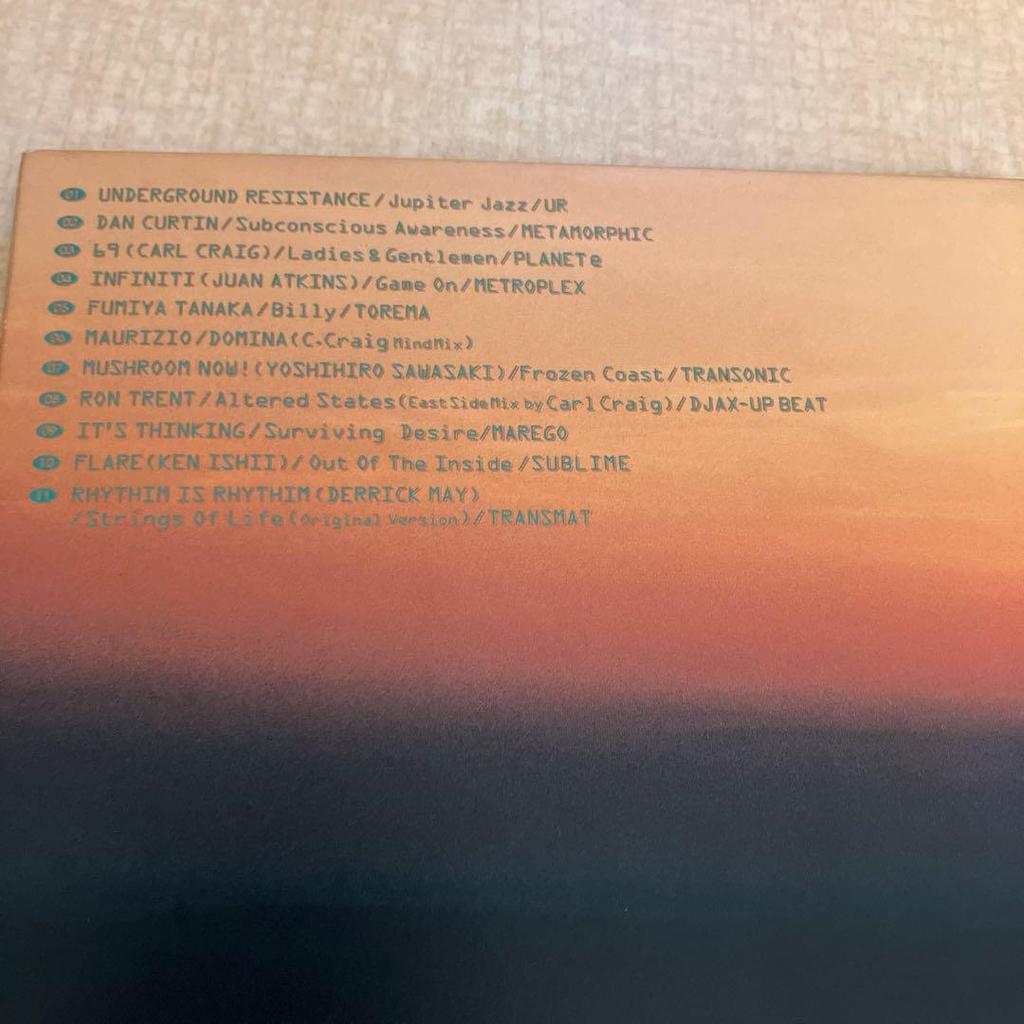 01 UNDERGROUND RESISTANCE/Jupiter Jazz/UR
02 DAN CURTIN/Subconscious Awareness/METAMORPHIC
03 69(CARL CRAIG)/Ladies & Gentlemen/PLANETe
04 INFINITI(JUAN ATKINS)/Game On/METROPLEX
05 FUMIYA TANAKA/Billy/TOREMA
06 MAURIZIO/DOMINA(C.Craig MindMix)
07 MUSHROOM NOW!(YOSHIHIRO SAWASAKI)/Frozen Coast/TRANSONIC
08 RON TRENT/Altered States(EastSideMix by Carl Craig)/DJAX-UP BEAT
09 IT'S THINKING/Surviving Desire/MAREGO
10 FLARE(KEN ISHII)/Out Of The Inside/SUBLIME
11 RHYTHIM IS RHYTHIM(DERRICK MAY)
/Strings Of Life(Original Version)/TRANSMAT